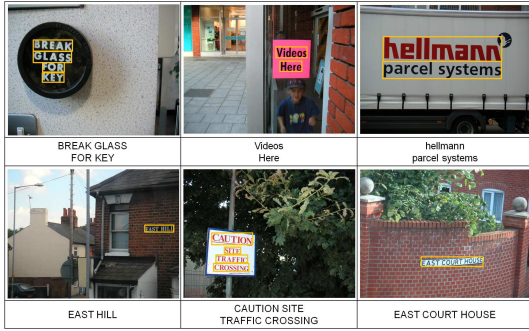 BREAK
GLASS
FOR
KEY
Videos
Here
hellmann
parcel systems
BREAK GLASS
FOR KEY
Videos
Here
hellmann
parcel systems
EAST HILL
CAUTION
SITE
TRAFFIC
CROSSING
EAST COURT HOUSE
EAST HILL
CAUTION SITE
TRAFFIC CROSSING
EAST COURT HOUSE